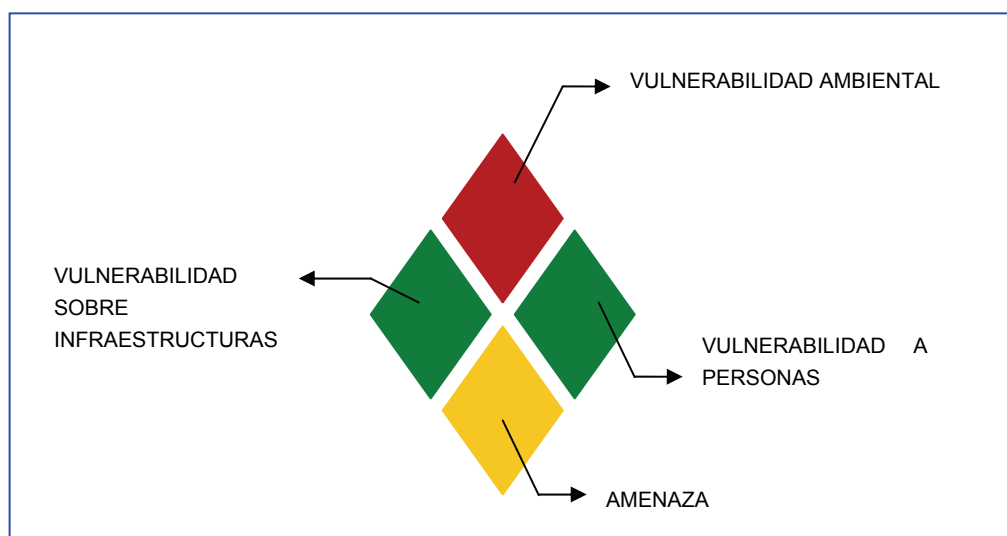 VULNERABILIDAD AMBIENTAL
VULNERABILIDAD
SOBRE
INFRAESTRUCTURAS
VULNERABILIDAD A
PERSONAS
AMENAZA